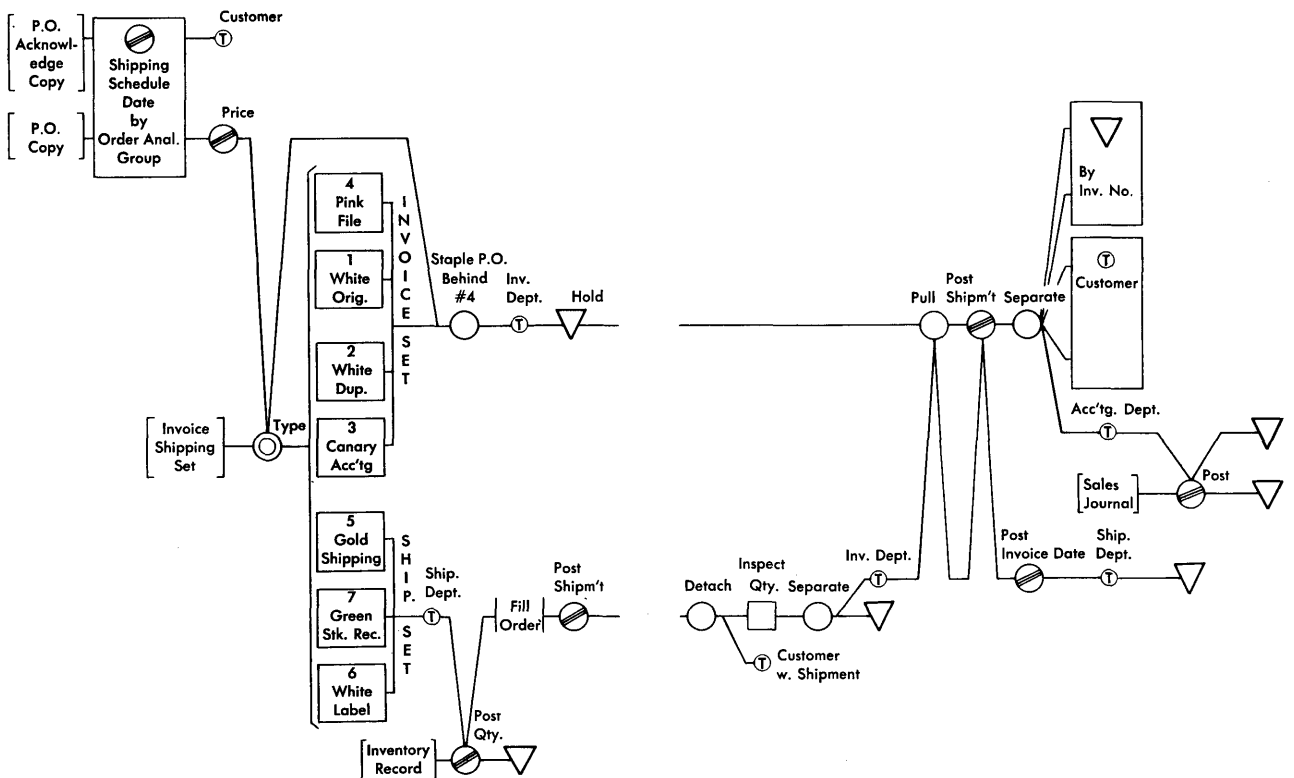 P.O.
Acknowl-
edge
Copy
Shipping
Schedule
Date
by
Order Anal.
Group
T
Customer
P.O.
Copy
Price
4
Pink
File
1
White
Orig.
2
White
Dup.
3
Canary
Acc'tg
INVOICE SET
Staple P.O.
Behind
#4
Inv.
Dept.
T
Hold
Invoice
Shipping
Set
Type
5
Gold
Shipping
7
Green
Stk. Rec.
6
White
Label
SHIP. SET
Ship.
Dept.
T
Inventory
Record
Post
Qty.
Fill
Order
Post
Shipm't
Detach
T
Customer
w. Shipment
Inspect
Qty.
Separate
Inv. Dept.
T
Pull
Post
Shipm't
Separate
By
Inv. No.
T
Customer
Acc'tg. Dept.
T
Sales
Journal
Post
Post
Invoice Date
Ship.
Dept.
T